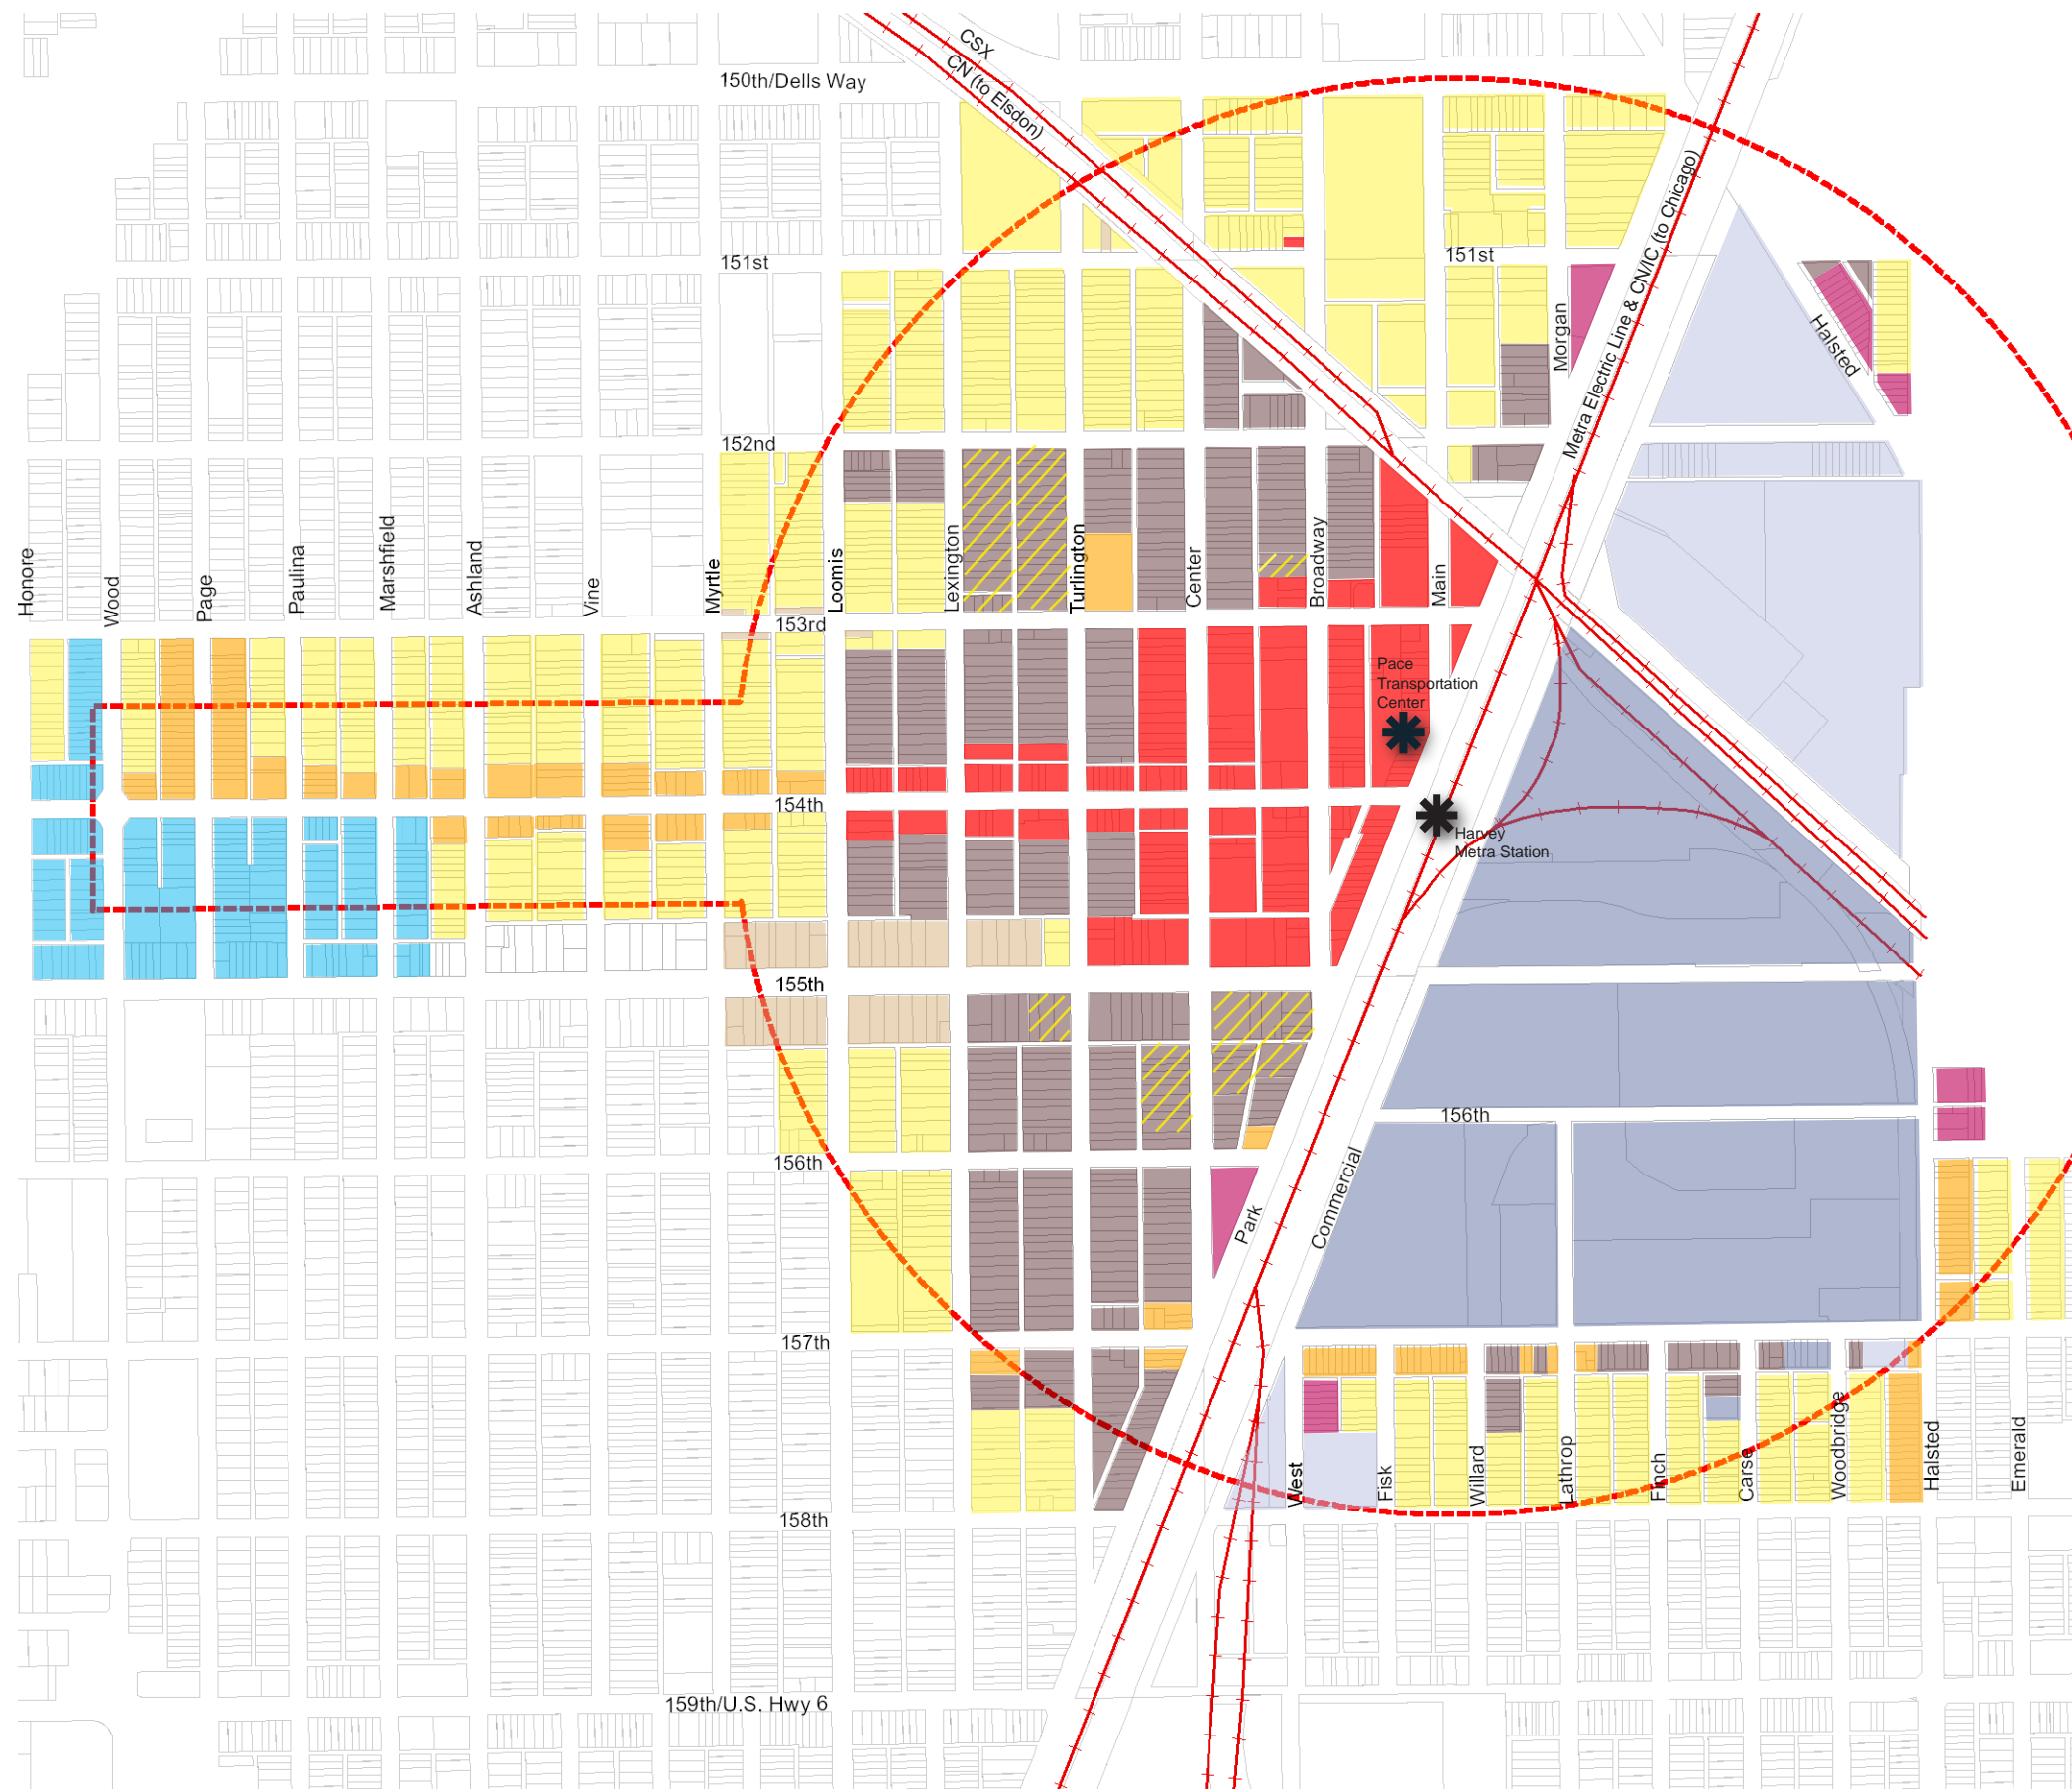 CSX
CN (to Elsdon)
150th/Dells Way
Metra Electric Line & CN/IC (to Chicago)
151st
151st
Morgan
Halsted
152nd
Honore
Wood
Page
Paulina
Marshfield
Ashland
Vine
Myrtle
Loomis
Lexington
Turlington
Center
Broadway
Main
153rd
Pace
Transportation
Center
154th
Harvey
Metra Station
155th
156th
156th
Park
Commercial
157th
West
Fisk
Willard
Lathrop
Finch
Carse
Woodbridge
Halsted
Emerald
158th
159th/U.S. Hwy 6